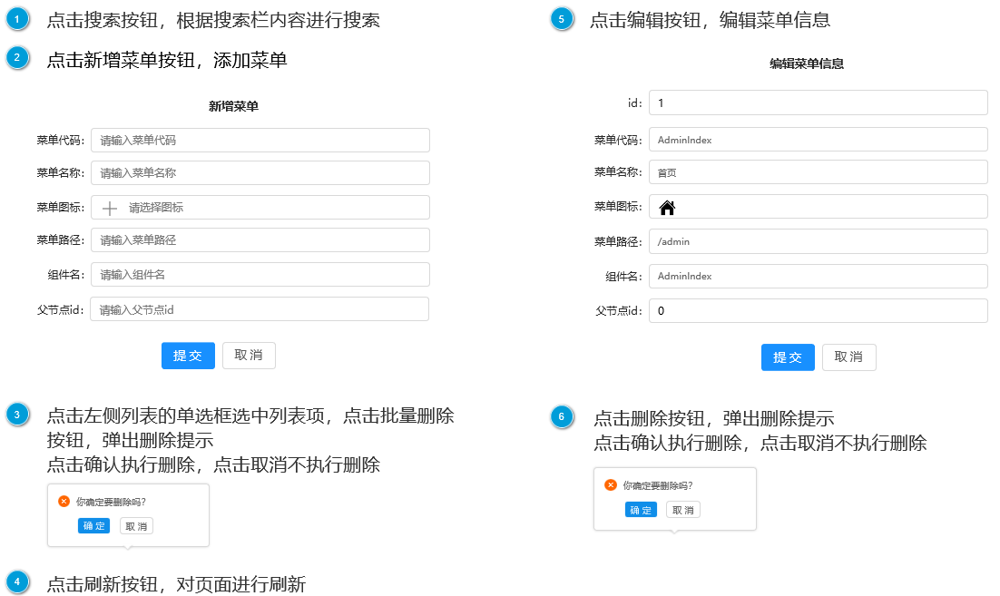 1 点击搜索按钮，根据搜索栏内容进行搜索
2 点击新增菜单按钮，添加菜单
新增菜单
菜单代码: 请输入菜单代码
菜单名称: 请输入菜单名称
菜单图标: 请选择图标
菜单路径: 请输入菜单路径
组件名: 请输入组件名
父节点id: 请输入父节点id
提交 取消
3 点击左侧列表的单选框选中列表项，点击批量删除
按钮，弹出删除提示
点击确认执行删除，点击取消不执行删除
你确定要删除吗?
确定 取消
4 点击刷新按钮，对页面进行刷新
5 点击编辑按钮，编辑菜单信息
编辑菜单信息
id: 1
菜单代码: AdminIndex
菜单名称: 首页
菜单图标:
菜单路径: /admin
组件名: AdminIndex
父节点id: 0
提交 取消
6 点击删除按钮，弹出删除提示
点击确认执行删除，点击取消不执行删除
你确定要删除吗?
确定 取消